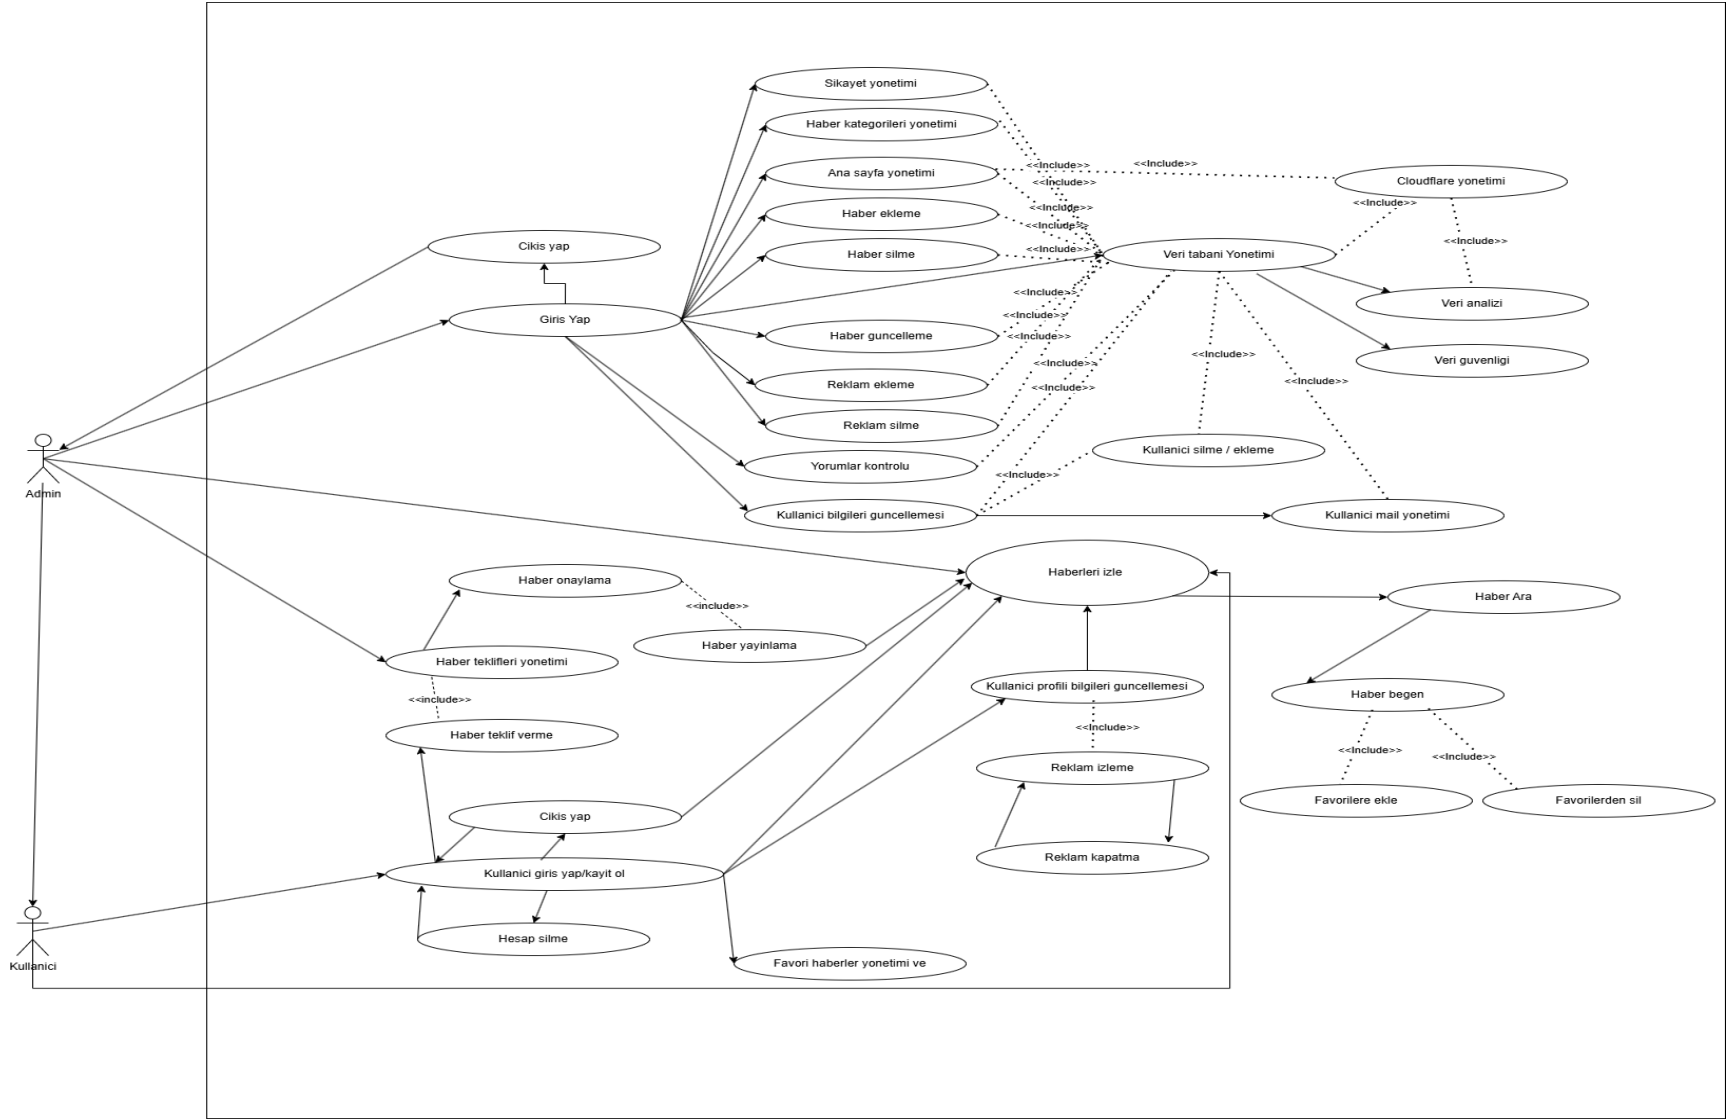 Sikayet yonetimi
Haber kategorileri yonetimi
<<Include>>
<<Include>>
Ana sayfa yonetimi
Cloudflare yonetimi
<<Include>>
<<Include>>
<<Include>>
Haber ekleme
<<Include>>
<<Include>>
Cikis yap
<<Include>>
Haber silme
Veri tabani Yonetimi
<<Include>>
Veri analizi
<<Include>>
Giris Yap
Haber guncelleme
<<Include>>
<<Include>>
Veri guvenligi
<<Include>>
<<Include>>
Reklam ekleme
<<Include>>
Reklam silme
Kullanici silme / ekleme
Yorumlar kontrolu
<<Include>>
Admin
Kullanici bilgileri guncellemesi
Kullanici mail yonetimi
Haberleri izle
Haber onaylama
Haber Ara
<<include>>
Haber yayinlama
Haber teklifleri yonetimi
Kullanici profili bilgileri guncellemesi
Haber begen
<<include>>
<<Include>>
Haber teklif verme
<<Include>>
<<Include>>
Reklam izleme
Favorilere ekle
Favorilerden sil
Cikis yap
Reklam kapatma
Kullanici giris yap/kayit ol
Hesap silme
Kullanici
Favori haberler yonetimi ve